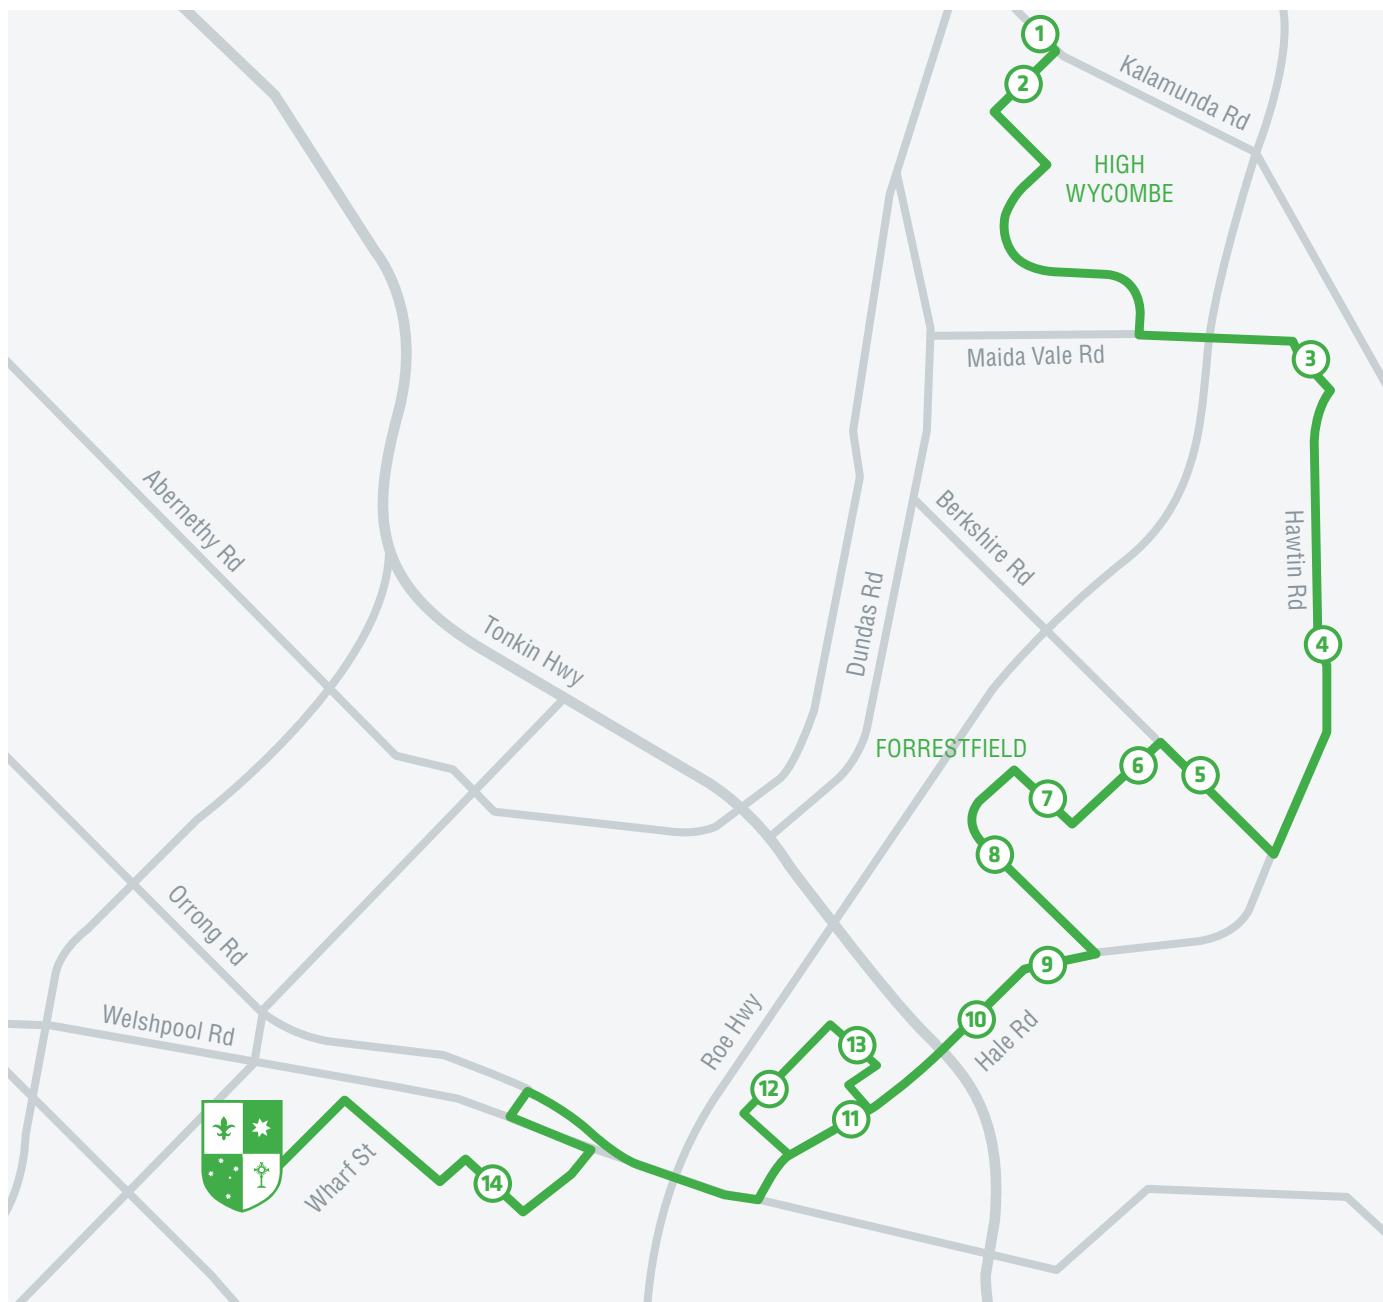 1
Kalamunda Rd
2
HIGH
WYCOMBE
Maida Vale Rd
3
Abernethy Rd
Berkshire Rd
Hawtin Rd
Dundas Rd
Tonkin Hwy
4
FORRESTFIELD
6
5
7
8
Orrong Rd
9
Welshpool Rd
Roe Hwy
10
Hale Rd
13
12
11
Wharf St
14